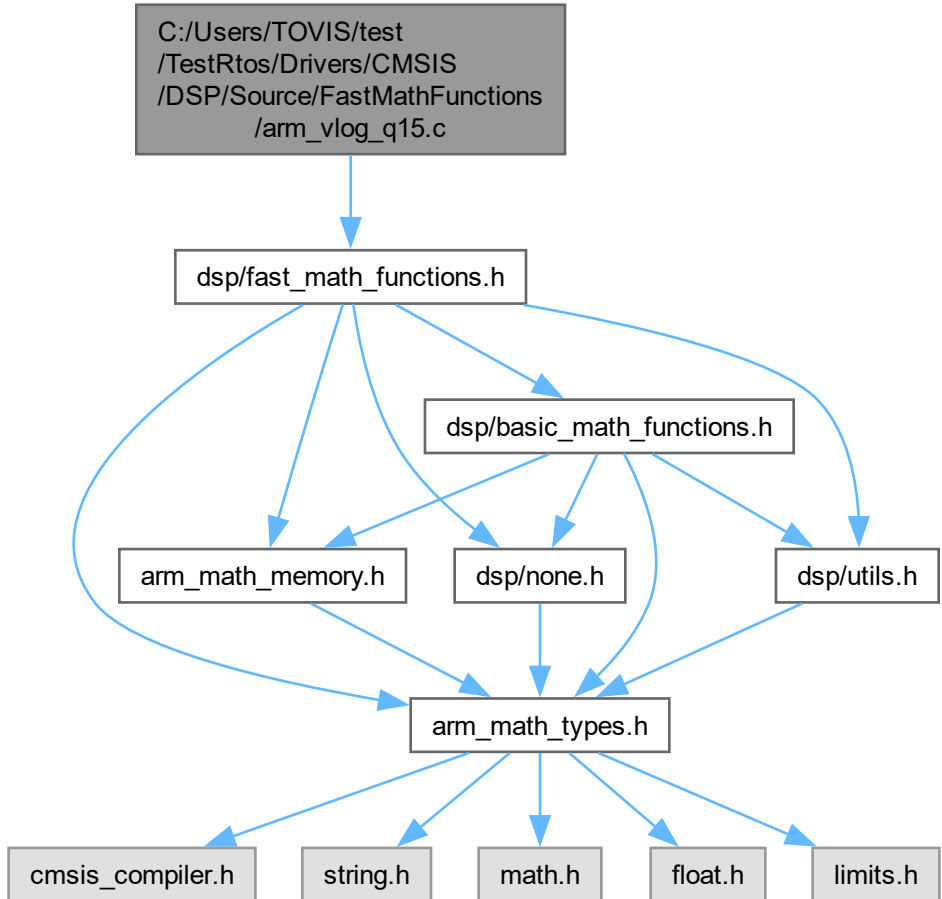 C:/Users/TOVIS/test
/TestRtos/Drivers/CMSIS
/DSP/Source/FastMathFunctions
/arm_vlog_q15.c
dsp/fast_math_functions.h
dsp/basic_math_functions.h
arm_math_memory.h
dsp/none.h
dsp/utils.h
arm_math_types.h
cmsis_compiler.h
string.h
math.h
float.h
limits.h